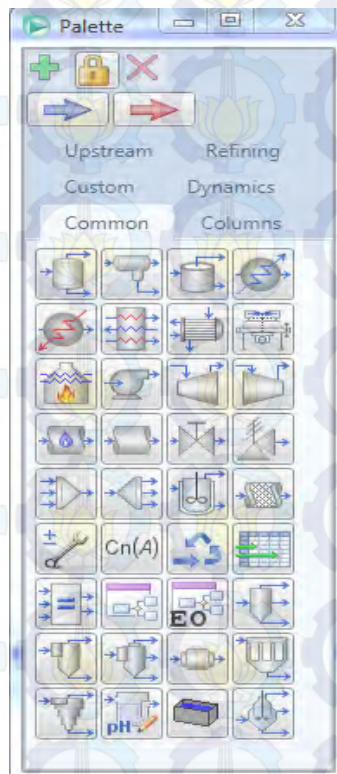 Palette
Upstream Refining
Custom Dynamics
Common Columns
Cn(A)
EO
pH